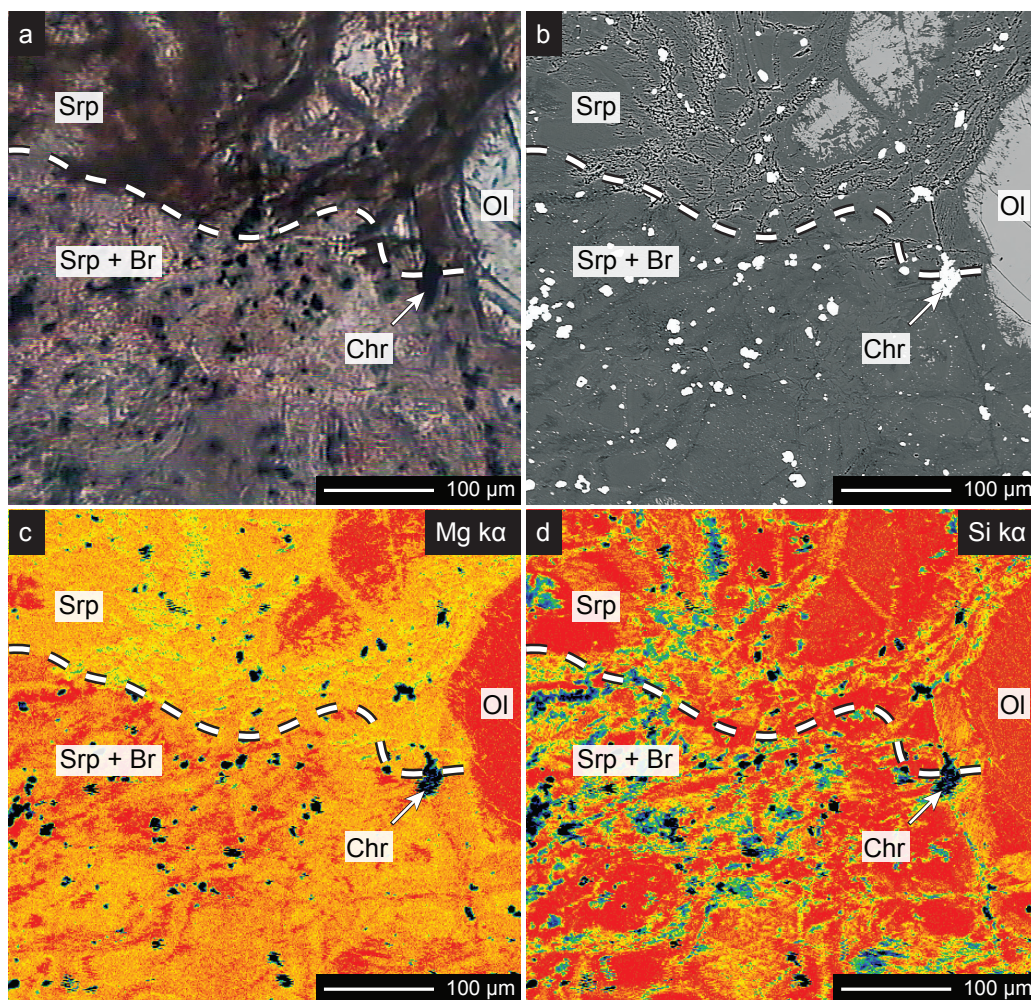 a
Srp
Ol
Srp + Br
Chr
100 μm
b
Srp
Ol
Srp + Br
Chr
100 μm
c
Mg kα
Srp
Ol
Srp + Br
Chr
100 μm
d
Si kα
Srp
Ol
Srp + Br
Chr
100 μm